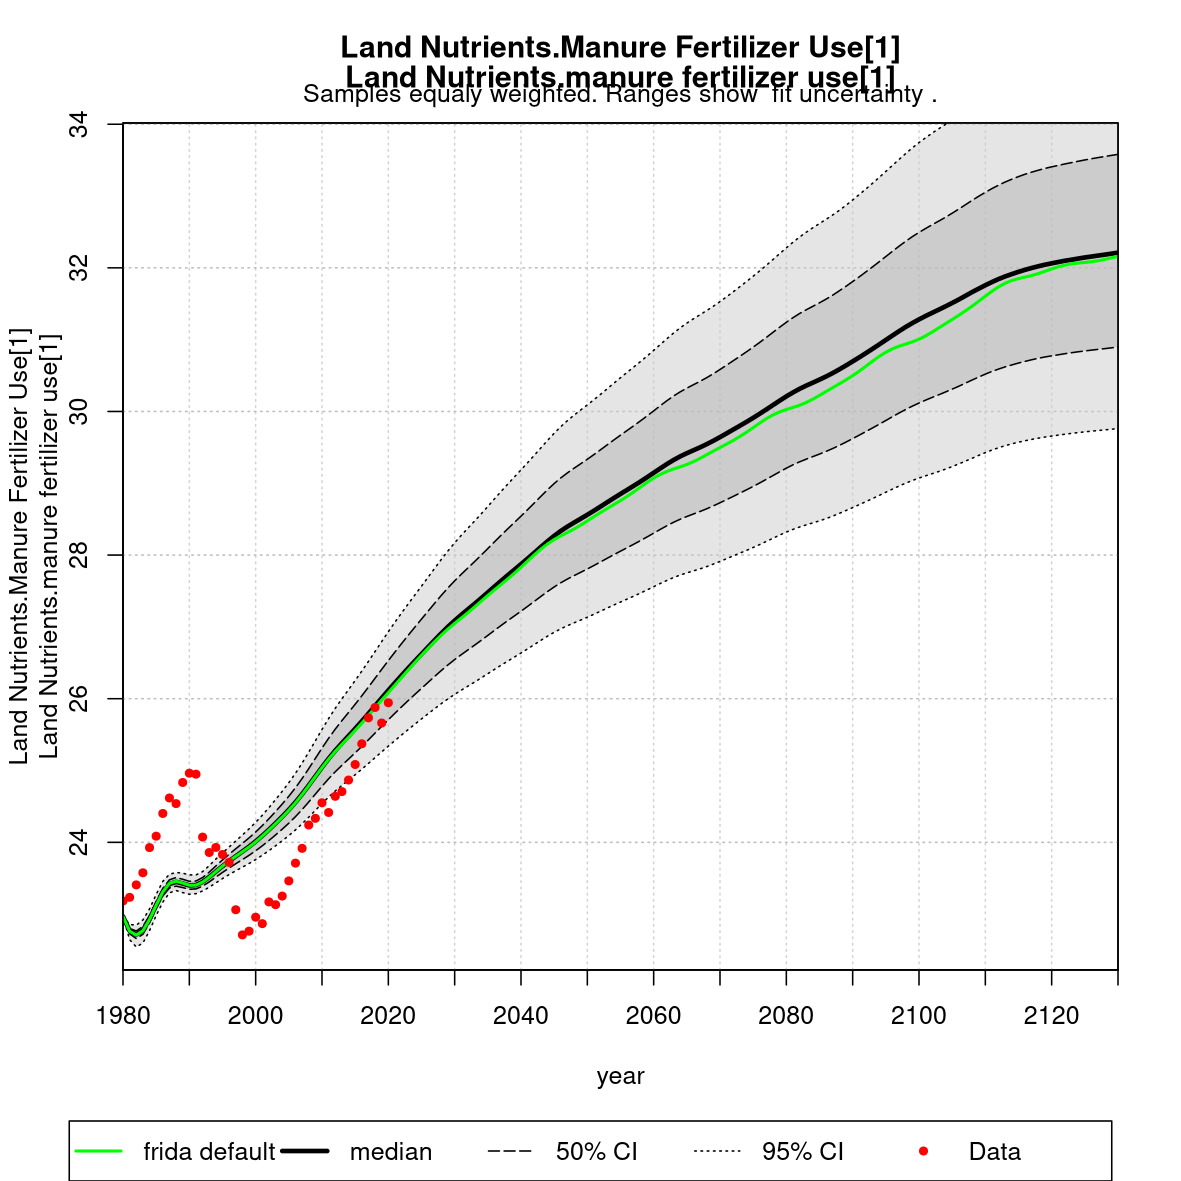 Land Nutrients.Manure Fertilizer Use[1]
Land Nutrients.manure fertilizer use[1]
Samples equaly weighted. Ranges show  fit uncertainty .
Land Nutrients.Manure Fertilizer Use[1]
Land Nutrients.manure fertilizer use[1]
34
32
30
28
26
24
1980 2000 2020 2040 2060 2080 2100 2120
year
frida default median 50% CI 95% CI Data